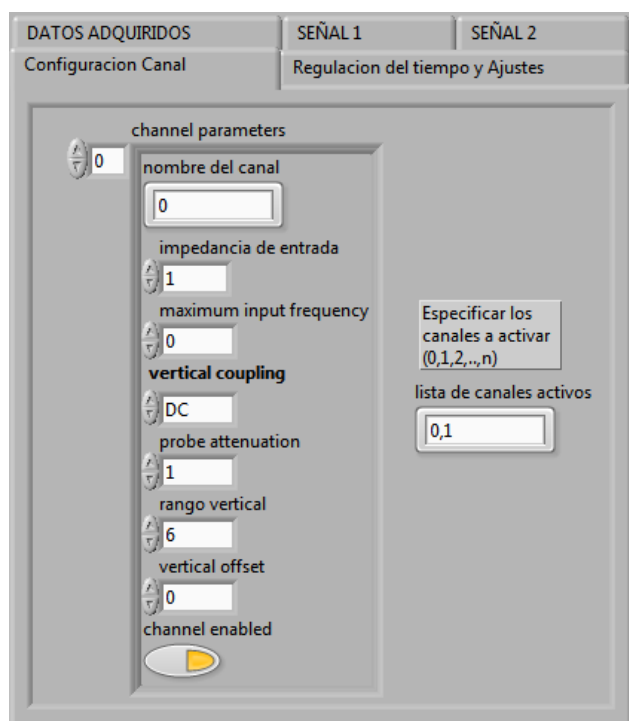 DATOS ADQUIRIDOS
SEÑAL 1
SEÑAL 2
Configuracion Canal
Regulacion del tiempo y Ajustes
channel parameters
0
nombre del canal
0
impedancia de entrada
1
maximum input frequency
0
vertical coupling
DC
probe attenuation
1
rango vertical
6
vertical offset
0
channel enabled
Especificar los
canales a activar
(0,1,2,..,n)
lista de canales activos
0,1